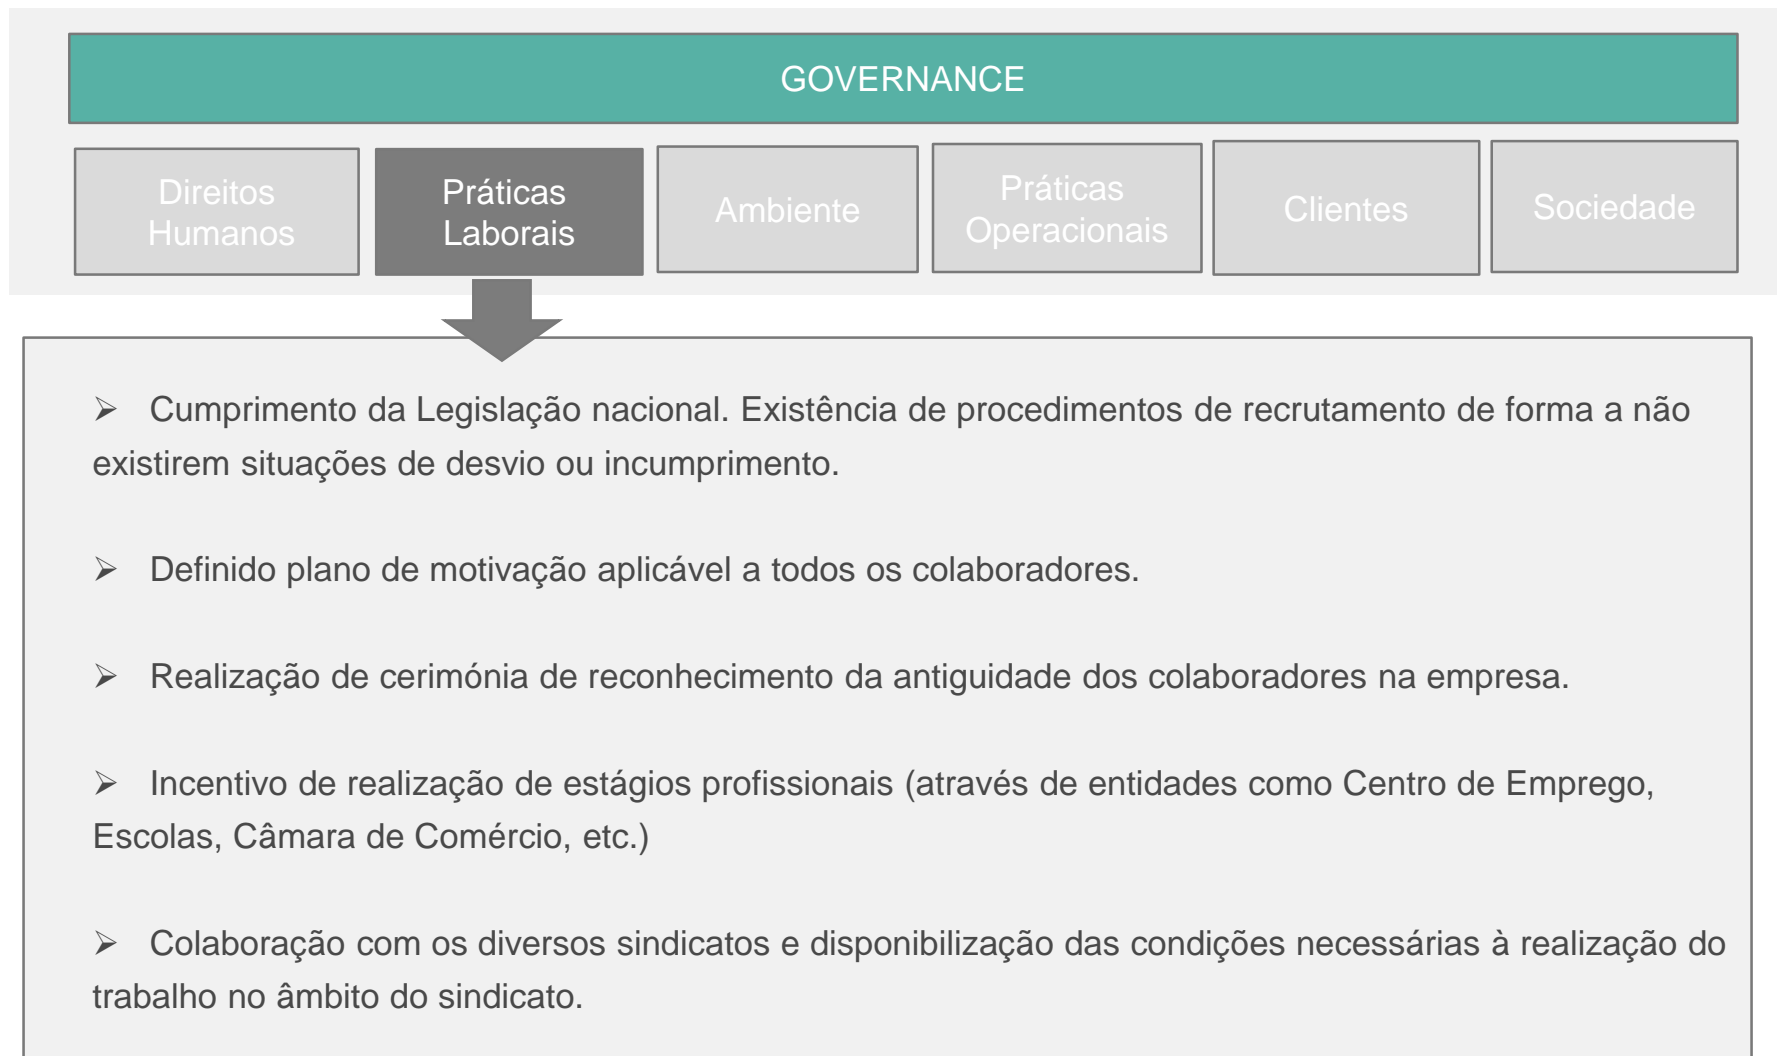 GOVERNANCE
Direitos
Humanos
Práticas
Laborais
Ambiente
Práticas
Operacionais
Clientes
Sociedade
➢ Cumprimento da Legislação nacional. Existência de procedimentos de recrutamento de forma a não
existirem situações de desvio ou incumprimento.
➢ Definido plano de motivação aplicável a todos os colaboradores.
➢ Realização de cerimónia de reconhecimento da antiguidade dos colaboradores na empresa.
➢ Incentivo de realização de estágios profissionais (através de entidades como Centro de Emprego,
Escolas, Câmara de Comércio, etc.)
➢ Colaboração com os diversos sindicatos e disponibilização das condições necessárias à realização do
trabalho no âmbito do sindicato.